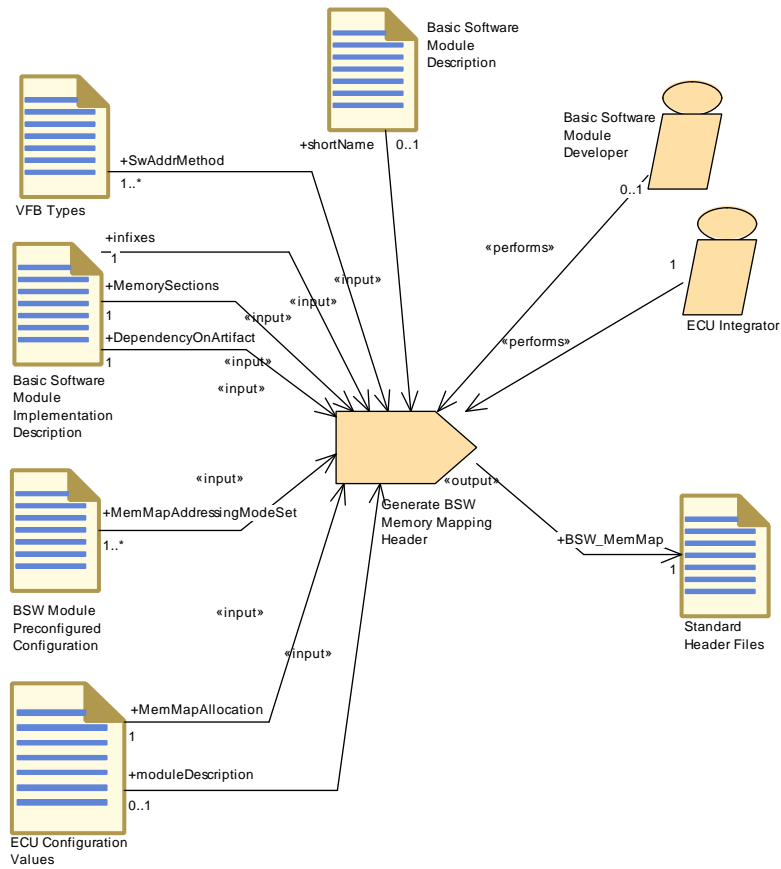 Basic Software
Module
Description
+shortName
0..1
Basic Software
Module
Developer
0..1
+SwAddrMethod
1..*
VFB Types
«performs»
1
ECU Integrator
+infixes
1
«input»
+MemorySections
«input»
1
«input»
+DependencyOnArtifact
1
«input»
«performs»
Basic Software
Module
Implementation
Description
«input»
«input»
«output»
Generate BSW
Memory Mapping
Header
+MemMapAddressingModeSet
1..*
+BSW_MemMap
1
BSW Module
Preconfigured
Configuration
«input»
Standard
Header Files
«input»
+MemMapAllocation
1
+moduleDescription
0..1
ECU Configuration
Values